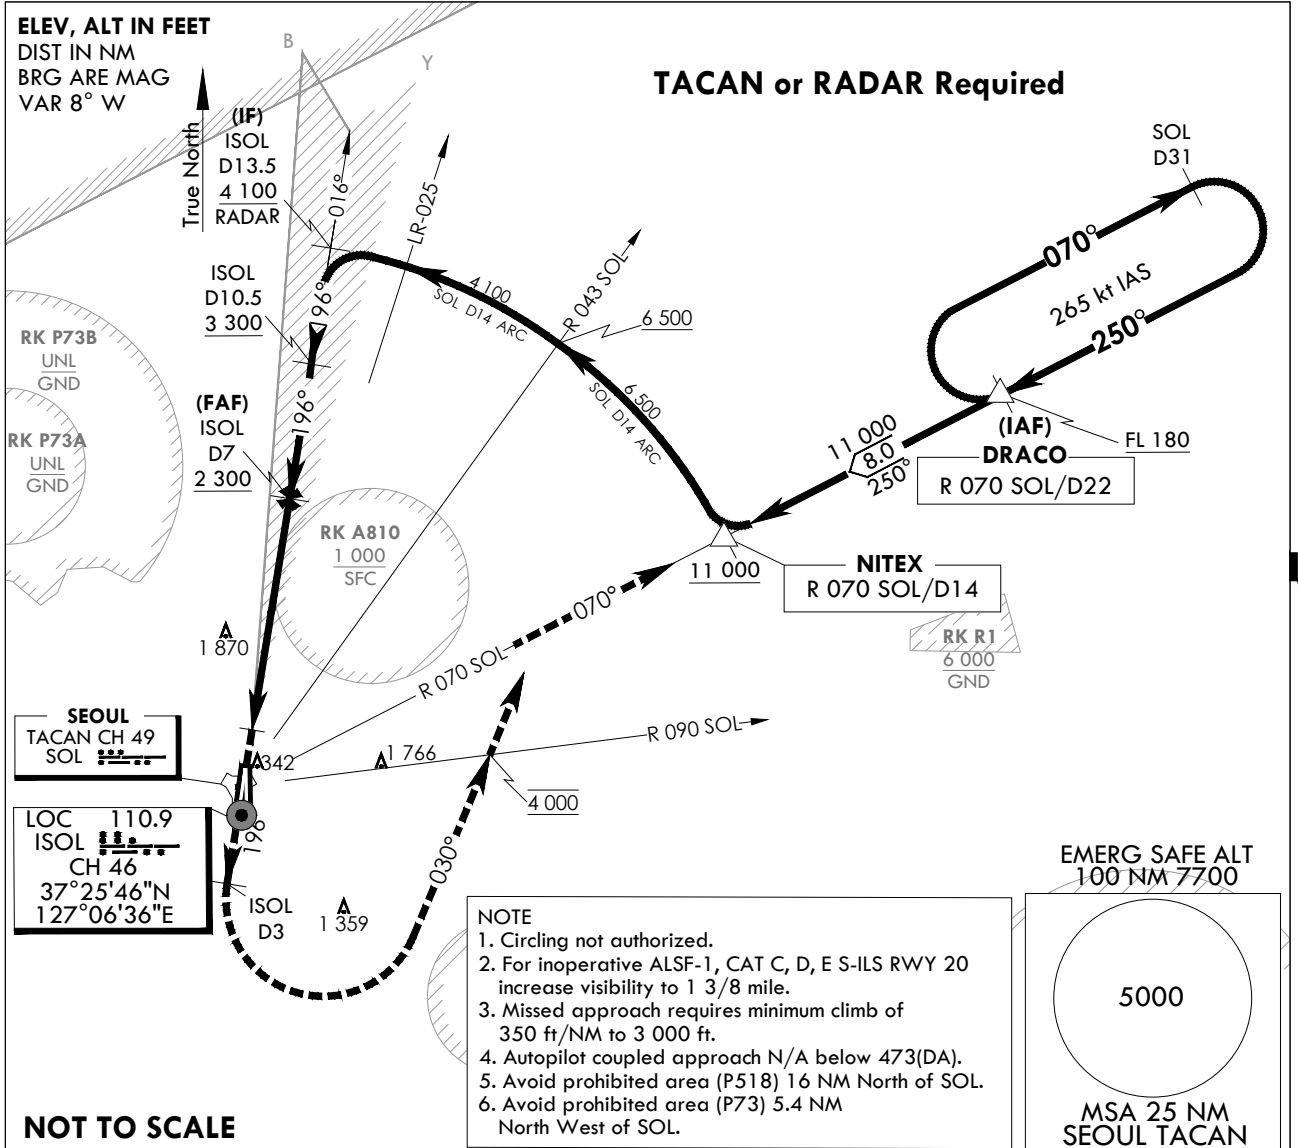 ELEV, ALT IN FEET
DIST IN NM
BRG ARE MAG
VAR 8° W
True North
B
Y
TACAN or RADAR Required
(IF)
ISOL
D13.5
4 100
RADAR
016°
LR-025
ISOL
D10.5
3 300
196°
196°
(FAF)
ISOL
D7
2 300
RK P73B
UNL
GND
RK P73A
UNL
GND
4 100
SOL D14 ARC
R 043 SOL
6 500
6 500
SOL D14 ARC
SOL
D31
070°
265 kt IAS
250°
(IAF)
DRACO
R 070 SOL/D22
FL 180
11 000
8.0
250°
11 000
NITEX
R 070 SOL/D14
RK A810
1 000
SFC
RK R1
6 000
GND
070°
R 070 SOL
R 090 SOL
1 870
342
1 766
4 000
030°
1 359
196
SEOUL
TACAN CH 49
SOL
LOC 110.9
ISOL
CH 46
37°25'46"N
127°06'36"E
ISOL
D3
NOTE
1. Circling not authorized.
2. For inoperative ALSF-1, CAT C, D, E S-ILS RWY 20
increase visibility to 1 3/8 mile.
3. Missed approach requires minimum climb of
350 ft/NM to 3 000 ft.
4. Autopilot coupled approach N/A below 473(DA).
5. Avoid prohibited area (P518) 16 NM North of SOL.
6. Avoid prohibited area (P73) 5.4 NM
North West of SOL.
EMERG SAFE ALT
100 NM 7700
5000
MSA 25 NM
SEOUL TACAN
NOT TO SCALE